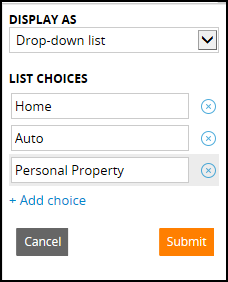 DISPLAY AS
Drop-down list
LIST CHOICES
Home
Auto
Personal Property
+ Add choice
Cancel Submit